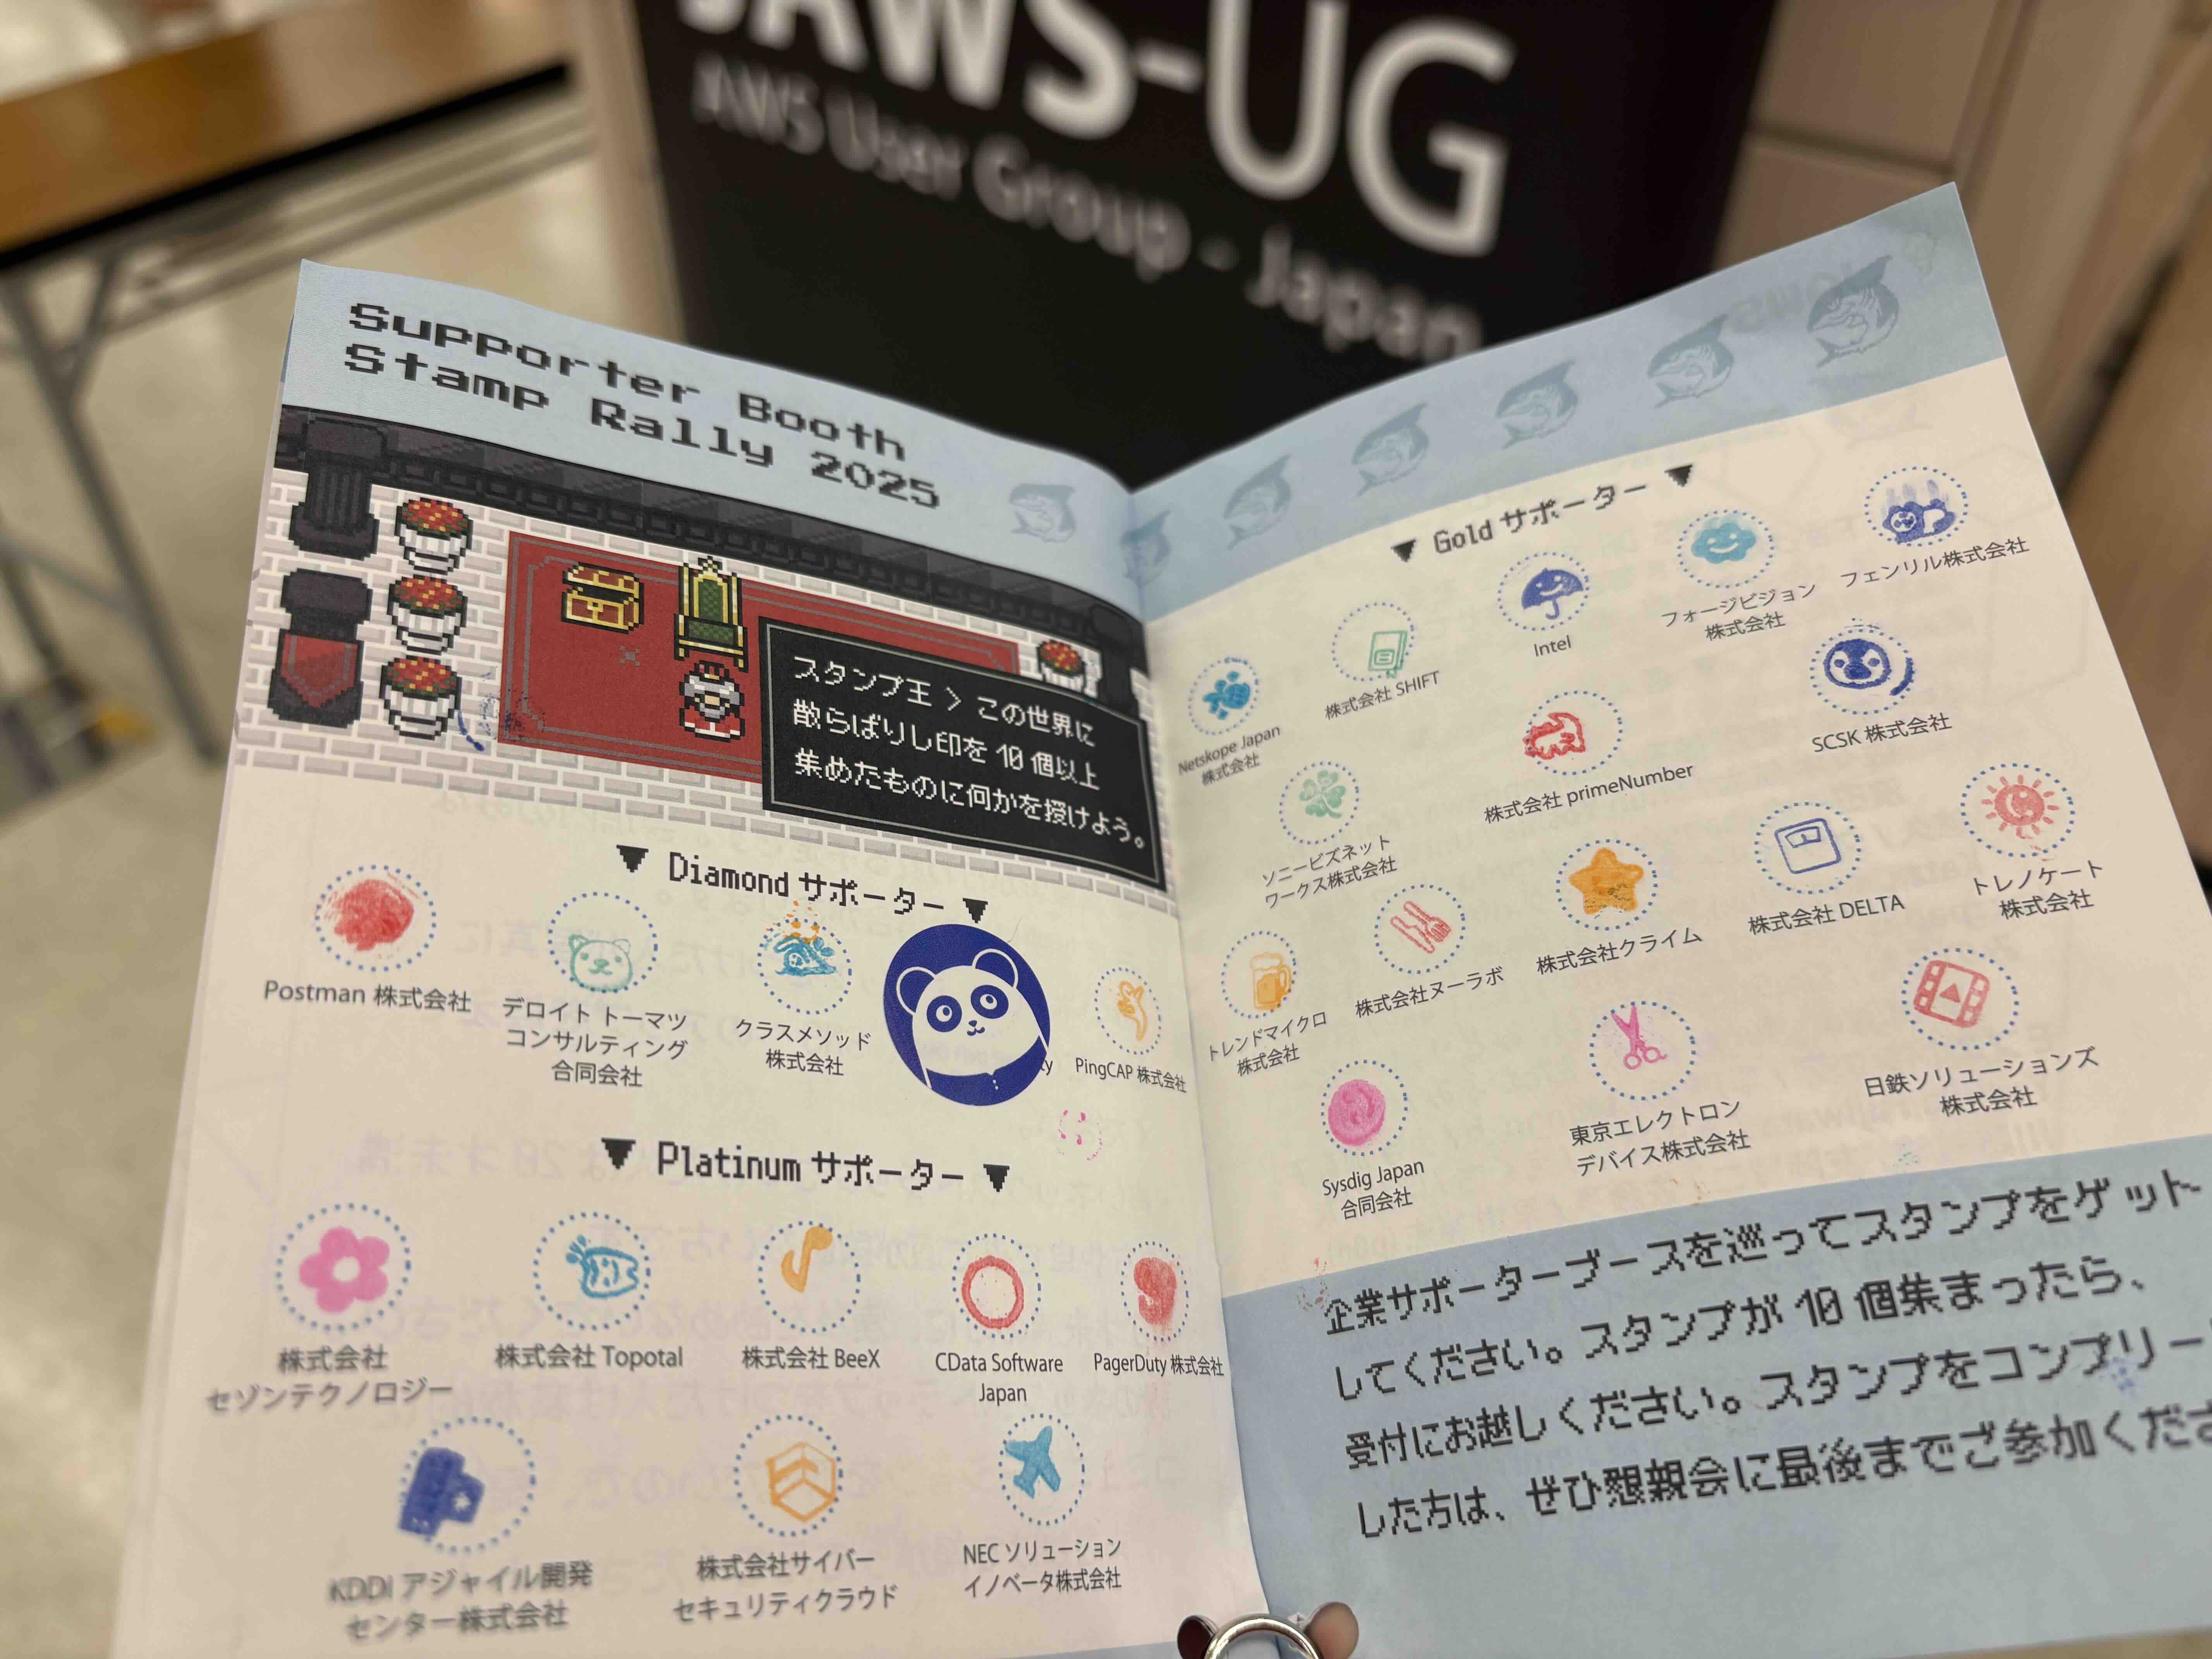 JAWS-UG
AWS User Group - Japan
Supporter Booth
Stamp Rally 2025
スタンプ王 > この世界に
散らばりし印を 10 個以上
集めたものに何かを授けよう。
▼ Diamond サポーター ▼
Postman 株式会社
デロイト トーマツ
コンサルティング
合同会社
クラスメソッド
株式会社
PingCAP 株式会社
▼ Platinum サポーター ▼
株式会社
セゾンテクノロジー
株式会社 Topotal
株式会社 BeeX
CData Software
Japan
PagerDuty 株式会社
KDDI アジャイル開発
センター株式会社
株式会社サイバー
セキュリティクラウド
NEC ソリューション
イノベータ株式会社
▼ Gold サポーター ▼
Netskope Japan
株式会社
株式会社 SHIFT
Intel
フォージビジョン
株式会社
フェンリル株式会社
ソニービズネット
ワークス株式会社
株式会社 primeNumber
SCSK 株式会社
トレンドマイクロ
株式会社
株式会社ヌーラボ
株式会社クライム
株式会社 DELTA
トレノケート
株式会社
Sysdig Japan
合同会社
東京エレクトロン
デバイス株式会社
日鉄ソリューションズ
株式会社
企業サポーターブースを巡ってスタンプをゲット
してください。スタンプが 10 個集まったら、
受付にお越しください。スタンプをコンプリー
した方は、ぜひ懇親会に最後までご参加くださ